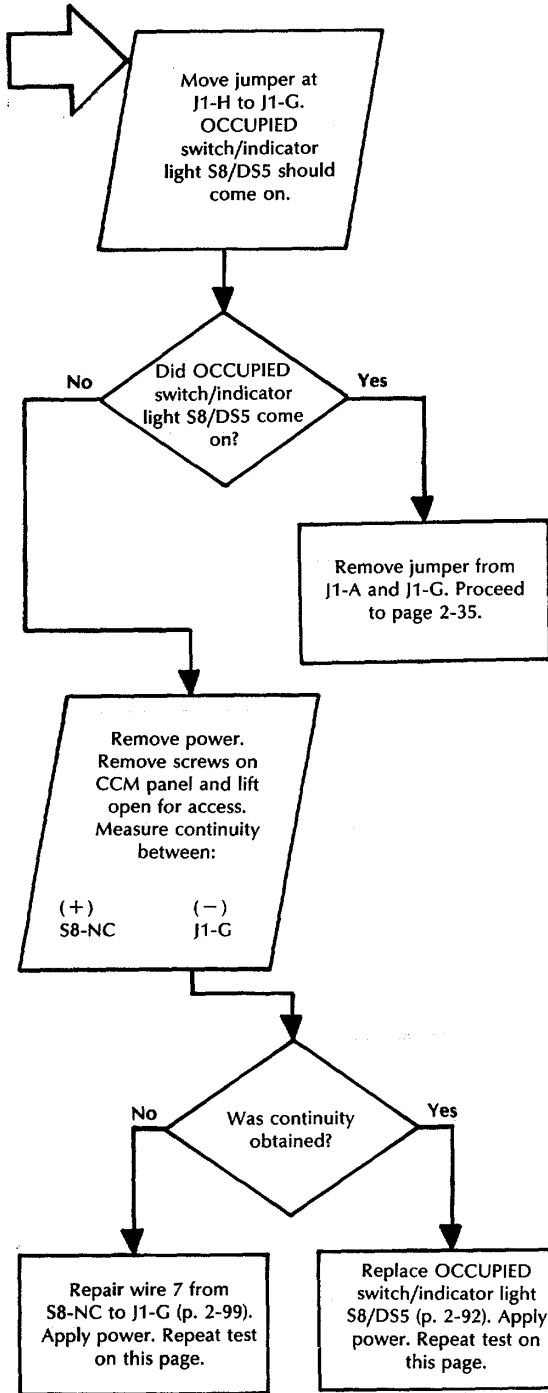 Move jumper at
J1-H to J1-G.
OCCUPIED
switch/indicator
light S8/DS5 should
come on.
No
Did OCCUPIED
switch/indicator
light S8/DS5 come
on?
Yes
Remove jumper from
J1-A and J1-G. Proceed
to page 2-35.
Remove power.
Remove screws on
CCM panel and lift
open for access.
Measure continuity
between:
(+) (−)
S8-NC J1-G
No
Was continuity
obtained?
Yes
Repair wire 7 from
S8-NC to J1-G (p. 2-99).
Apply power. Repeat test
on this page.
Replace OCCUPIED
switch/indicator light
S8/DS5 (p. 2-92). Apply
power. Repeat test on
this page.